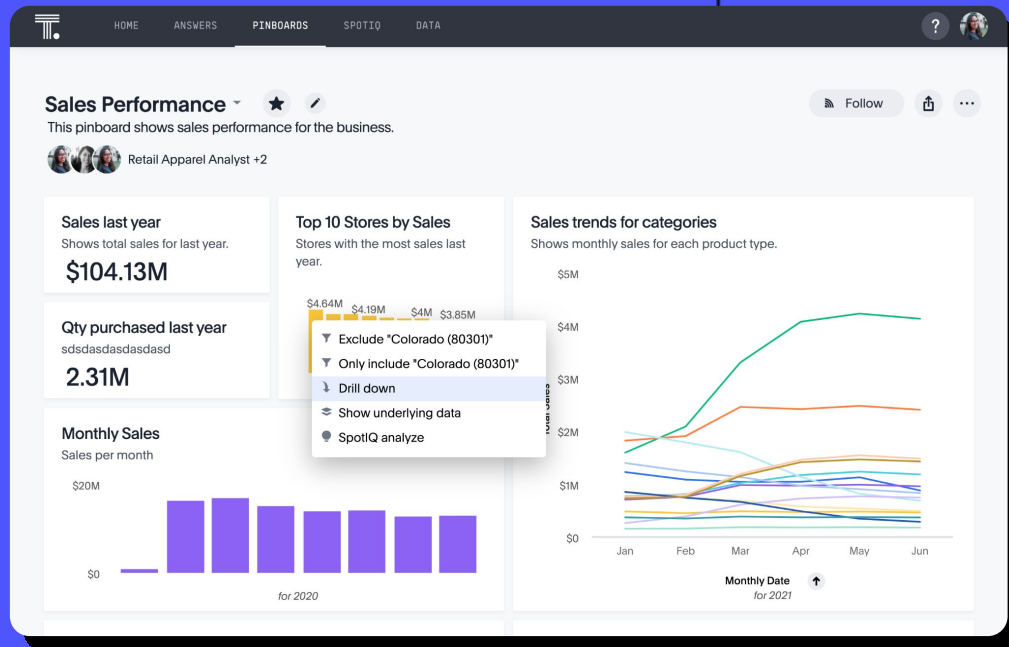 HOME ANSWERS PINBOARDS SPOTIQ DATA ?
Sales Performance
Follow
This pinboard shows sales performance for the business.
Retail Apparel Analyst +2
Sales last year
Shows total sales for last year.
$104.13M
Qty purchased last year
sdsdasdasdasdasd
2.31M
Top 10 Stores by Sales
Stores with the most sales last
year.
$4.64M $4.19M $4M $3.85M
Exclude "Colorado (80301)"
Only include "Colorado (80301)"
Drill down
Show underlying data
SpotIQ analyze
Monthly Sales
Sales per month
$20M
$0
for 2020
Sales trends for categories
Shows monthly sales for each product type.
$5M
$4M
$3M
$2M
$1M
$0
Total Sales
Jan Feb Mar Apr May Jun
Monthly Date
for 2021